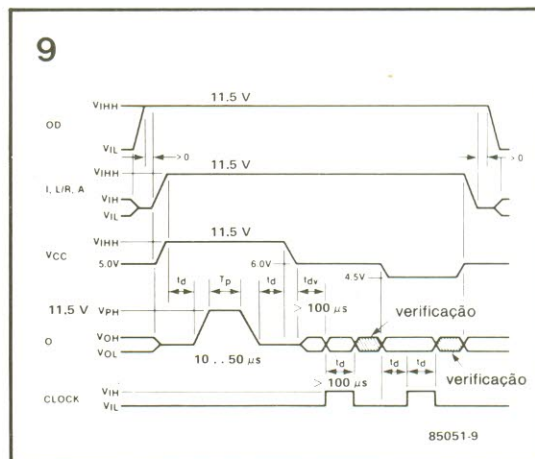 9
VIHH
11.5 V
OD
VIL
>0
>0
VIHH
11.5 V
I, L/R, A
VIH
VIL
VIHH
11.5 V
VCC
5.0V
6.0V
4.5V
td
Tp
td
tdv
11.5 V
VPH
> 100 µs
verificação
O
VOH
VOL
10 . . 50 µs
td
td
td
> 100 µs
verificação
CLOCK
VIH
VIL
85051-9